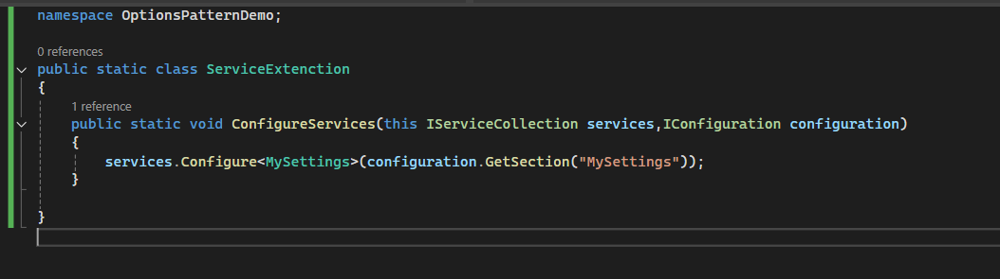 namespace OptionsPatternDemo;
0 references
public static class ServiceExtenction
{
1 reference
public static void ConfigureServices(this IServiceCollection services,IConfiguration configuration)
{
services.Configure<MySettings>(configuration.GetSection("MySettings"));
}
}